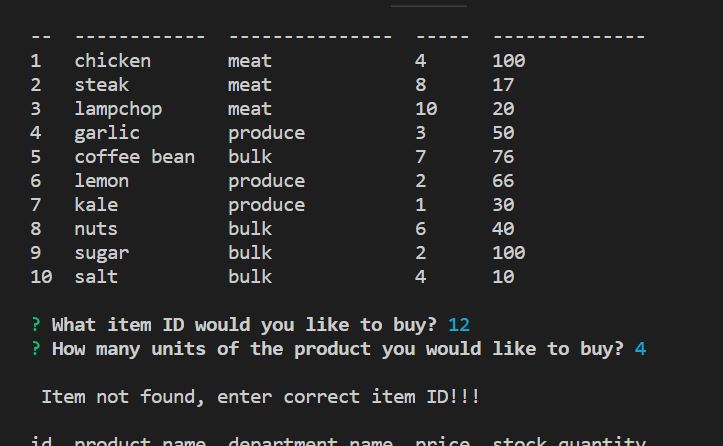 -- ------------ --------------- ----- --------------
1 chicken meat 4 100
2 steak meat 8 17
3 lampchop meat 10 20
4 garlic produce 3 50
5 coffee bean bulk 7 76
6 lemon produce 2 66
7 kale produce 1 30
8 nuts bulk 6 40
9 sugar bulk 2 100
10 salt bulk 4 10
? What item ID would you like to buy? 12
? How many units of the product you would like to buy? 4
Item not found, enter correct item ID!!!
id product_name department_name price stock_quantity